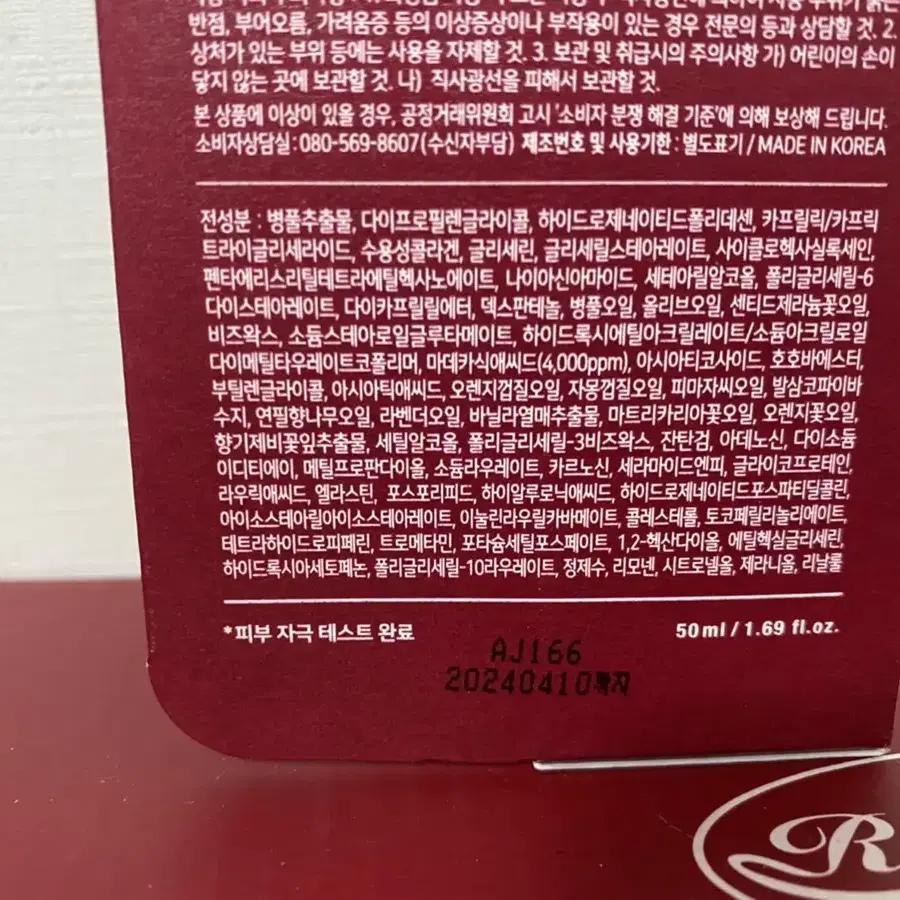 반점, 부어오름, 가려움증 등의 이상증상이나 부작용이 있는 경우 전문의 등과 상담할 것. 2.
상처가 있는 부위 등에는 사용을 자제할 것. 3. 보관 및 취급시의 주의사항 가) 어린이의 손이
닿지 않는 곳에 보관할 것. 나) 직사광선을 피해서 보관할 것.
본 상품에 이상이 있을 경우, 공정거래위원회 고시 '소비자 분쟁 해결 기준'에 의해 보상해 드립니다.
소비자상담실 : 080-569-8607(수신자부담) 제조번호 및 사용기한 : 별도표기 / MADE IN KOREA
전성분 : 병풀추출물, 다이프로필렌글라이콜, 하이드로제네이티드폴리데센, 카프릴릭/카프릭
트라이글리세라이드, 수용성콜라겐, 글리세린, 글리세릴스테아레이트, 사이클로헥사실록세인,
펜타에리스리틸테트라에틸헥사노에이트, 나이아신아마이드, 세테아릴알코올, 폴리글리세릴-6
다이스테아레이트, 다이카프릴릴에터, 덱스판테놀, 병풀오일, 올리브오일, 센티드제라늄꽃오일,
비즈왁스, 소듐스테아로일글루타메이트, 하이드록시에틸아크릴레이트/소듐아크릴로일
다이메틸타우레이트코폴리머, 마데카식애씨드(4,000ppm), 아시아티코사이드, 호호바에스터,
부틸렌글라이콜, 아시아틱애씨드, 오렌지껍질오일, 자몽껍질오일, 피마자씨오일, 발삼코파이바
수지, 연필향나무오일, 라벤더오일, 바닐라열매추출물, 마트리카리아꽃오일, 오렌지꽃오일,
향기제비꽃잎추출물, 세틸알코올, 폴리글리세릴-3비즈왁스, 잔탄검, 아데노신, 다이소듐
이디티에이, 메틸프로판다이올, 소듐라우레이트, 카르노신, 세라마이드엔피, 글라이코프로테인,
라우릭애씨드, 엘라스틴, 포스포리피드, 하이알루로닉애씨드, 하이드로제네이티드포스파티딜콜린,
아이소스테아릴아이소스테아레이트, 이눌린라우릴카바메이트, 콜레스테롤, 토코페릴리놀리에이트,
테트라하이드로피페린, 트로메타민, 포타슘세틸포스페이트, 1,2-헥산다이올, 에틸헥실글리세린,
하이드록시아세토페논, 폴리글리세릴-10라우레이트, 정제수, 리모넨, 시트로넬올, 제라니올, 리날룰
*피부 자극 테스트 완료
50ml / 1.69 fl.oz.
AJ166
20240410까지
R